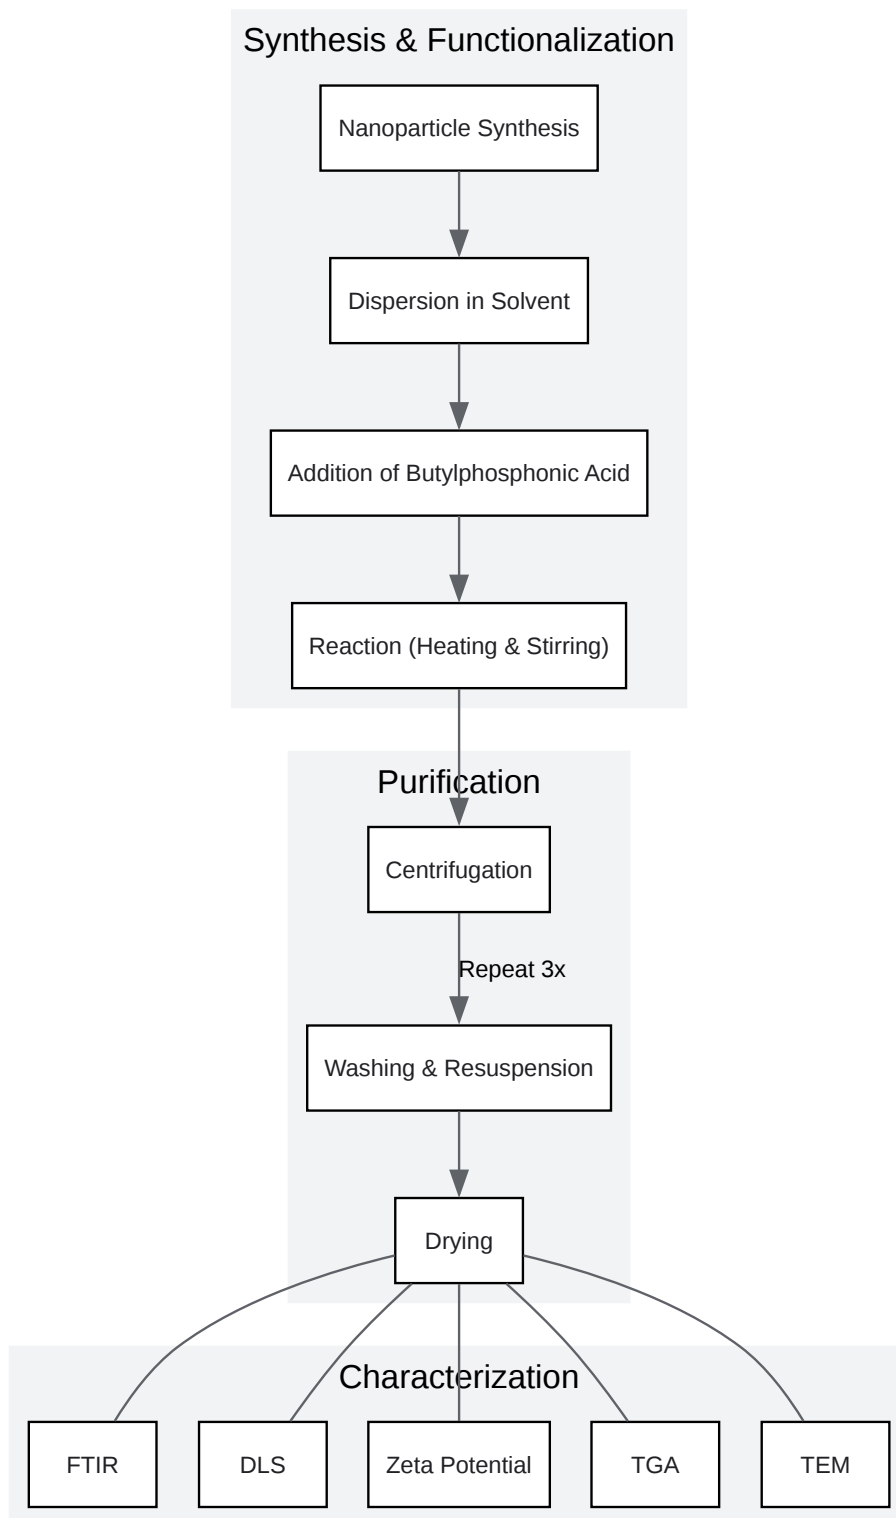 Synthesis & Functionalization
Nanoparticle Synthesis
Dispersion in Solvent
Addition of Butylphosphonic Acid
Reaction (Heating & Stirring)
Purification
Centrifugation
Repeat 3x
Washing & Resuspension
Drying
Characterization
FTIR
DLS
Zeta Potential
TGA
TEM